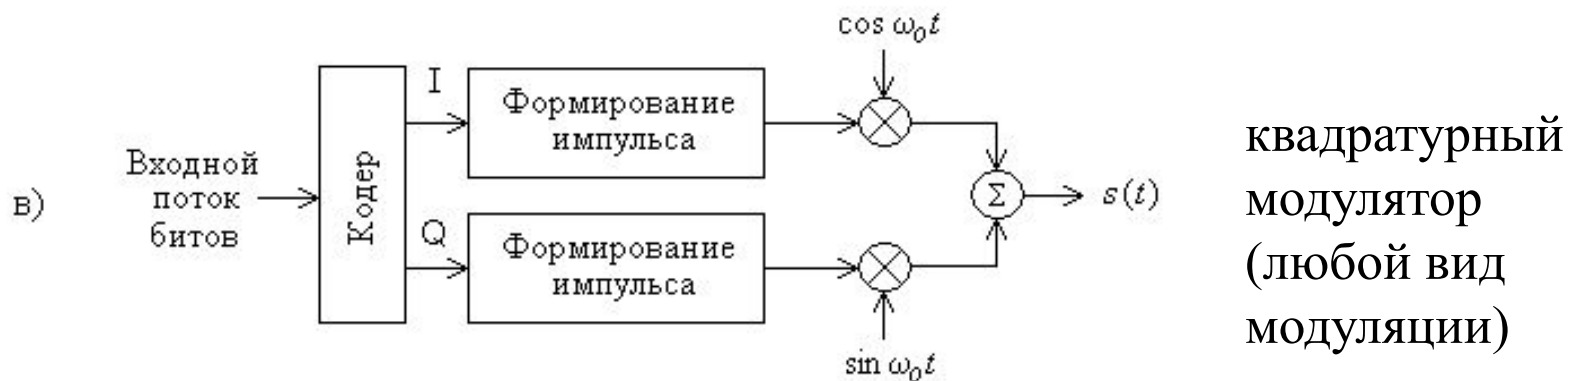 cos ω₀t
I
Формирование
импульса
Входной
поток
битов
в)
Кодер
Σ
s(t)
Q
Формирование
импульса
sin ω₀t
квадратурный
модулятор
(любой вид
модуляции)